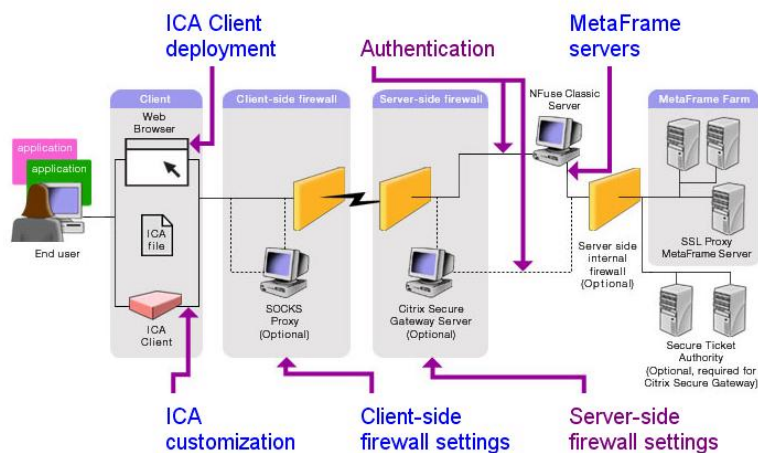 ICA Client
deployment
Authentication
MetaFrame
servers
Client
Client-side firewall
Server-side firewall
NFuse Classic
Server
MetaFrame Farm
Web
Browser
application
application
End user
ICA
file
ICA
Client
SOCKS
Proxy
(Optional)
Citrix Secure
Gateway Server
(Optional)
Server side
internal
firewall
(Optional)
SSL Proxy
MetaFrame Server
Secure Ticket
Authority
(Optional, required for
Citrix Secure Gateway)
ICA
customization
Client-side
firewall settings
Server-side
firewall settings